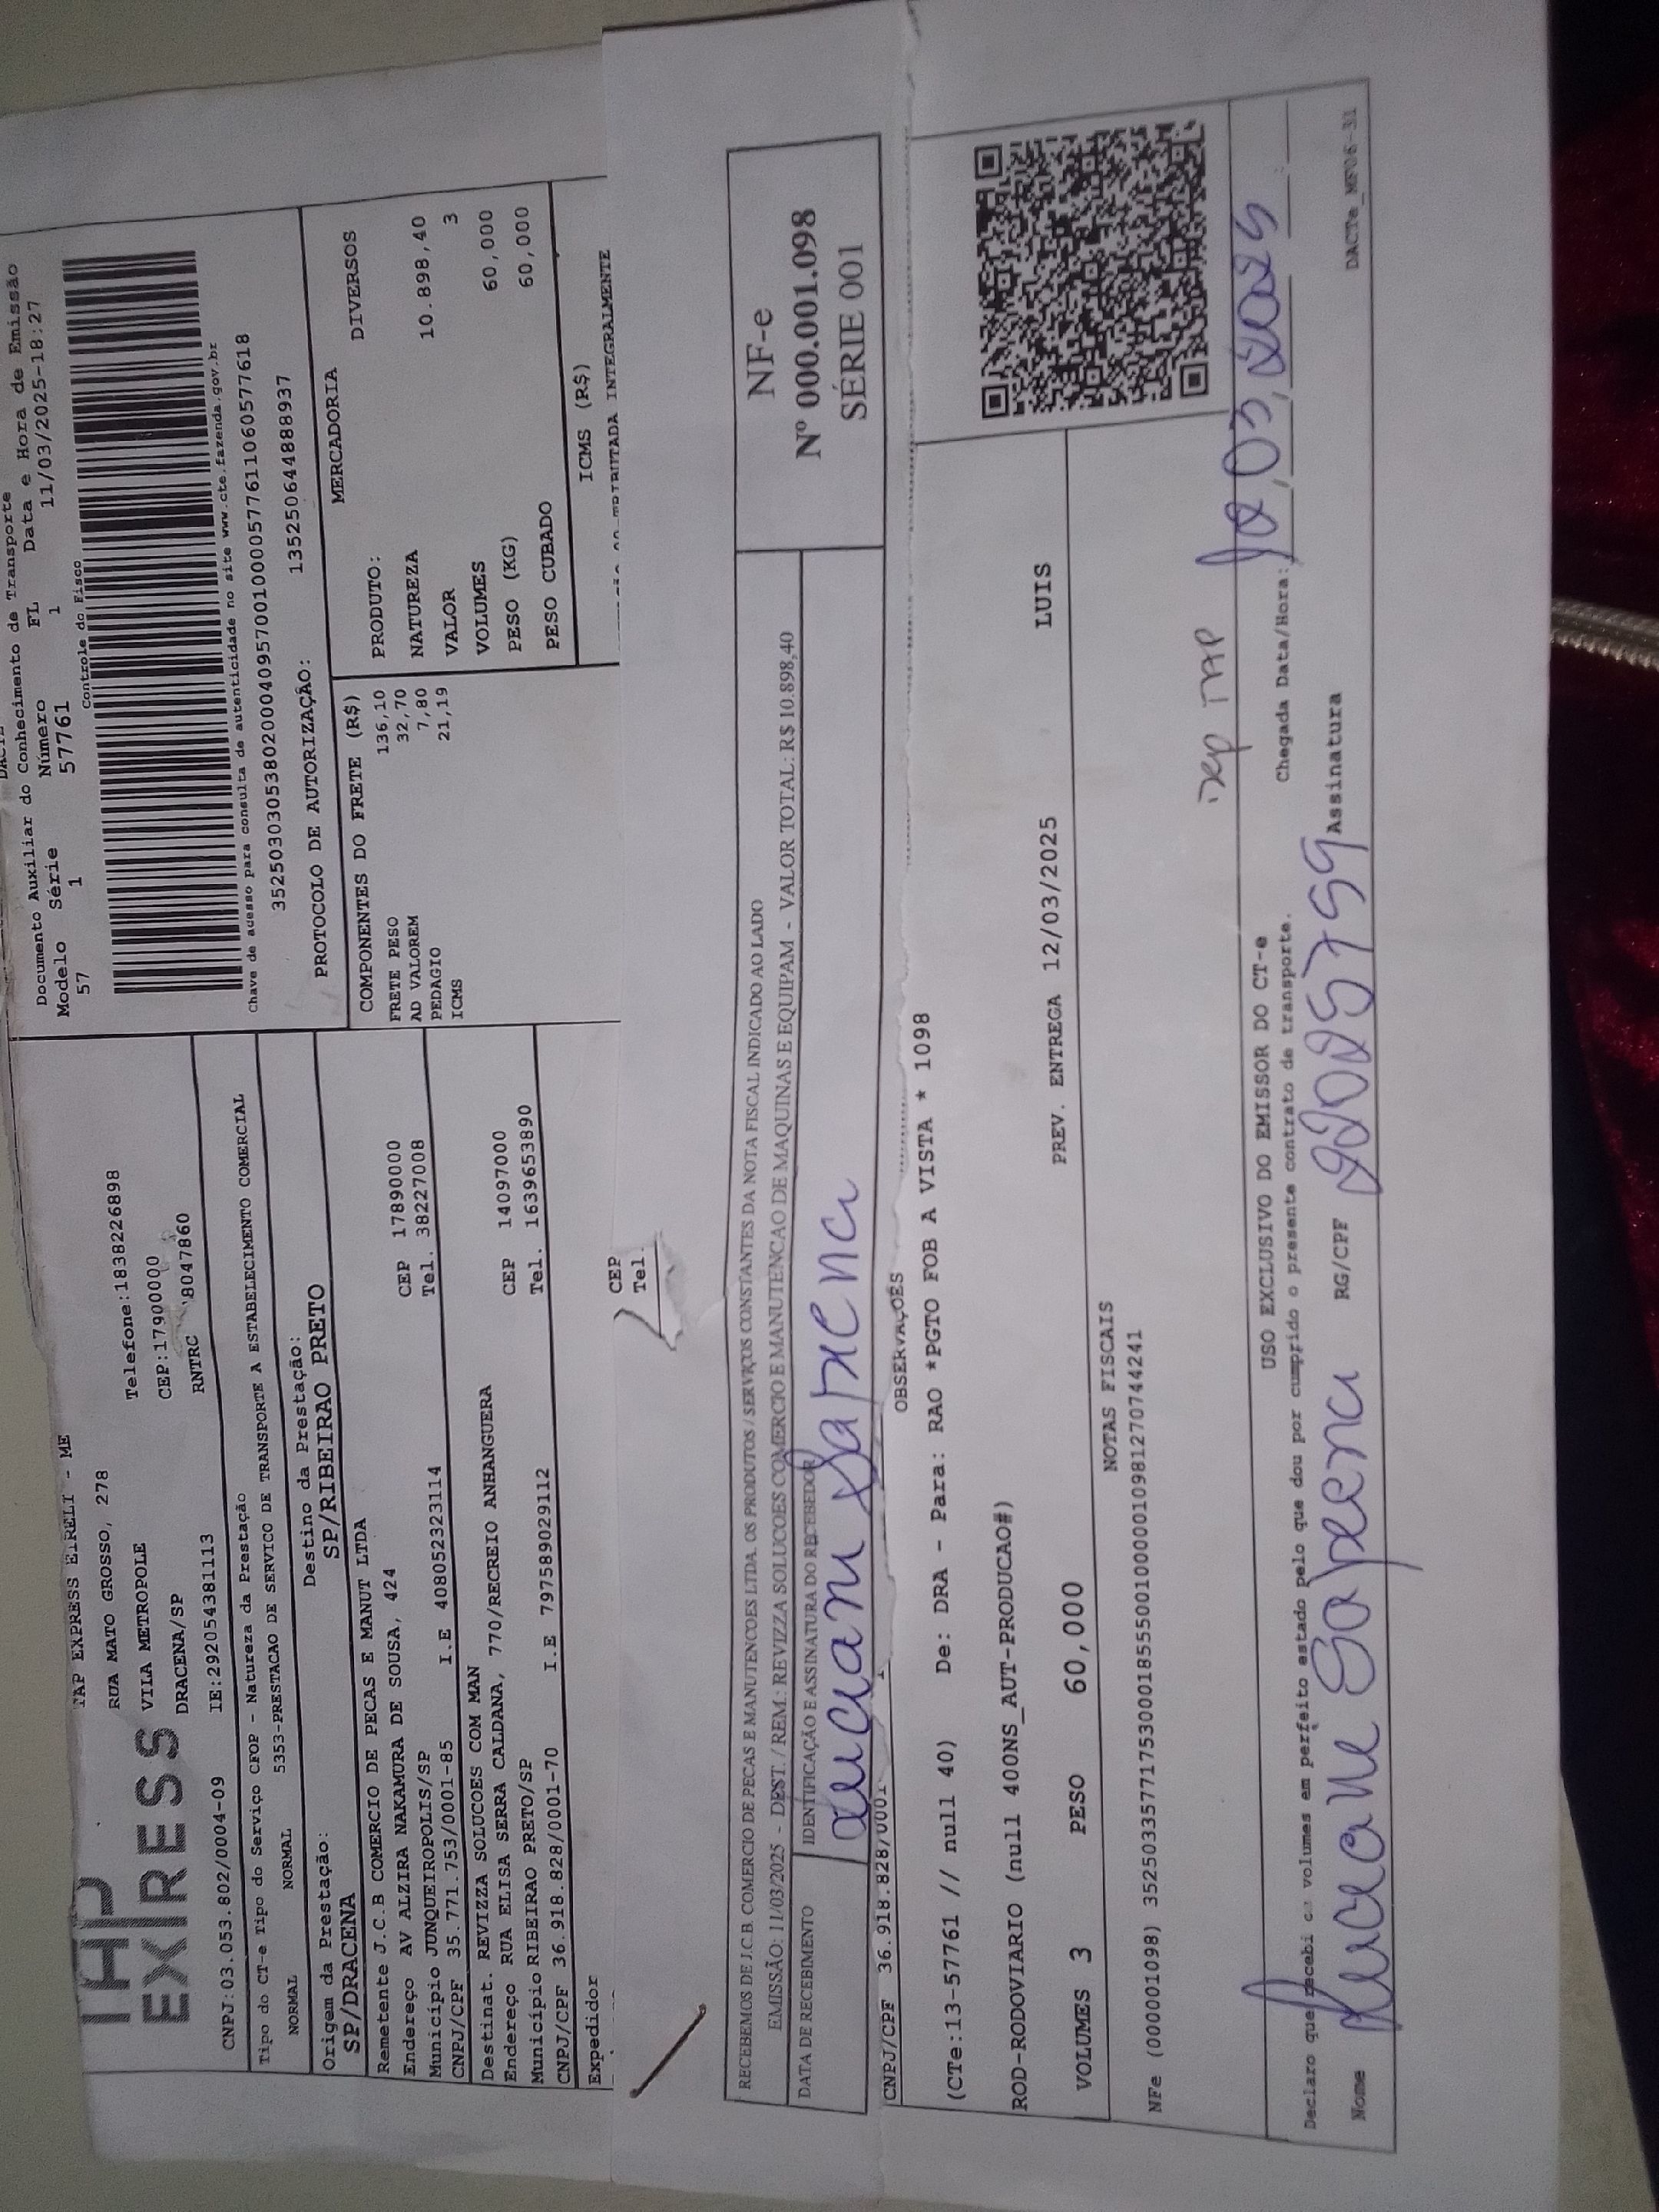 TAP EXPRESS
TAP EXPRESS EIRELI - ME
RUA MATO GROSSO, 278
VILA METROPOLE Telefone:1838226898
DRACENA/SP CEP:17900000
CNPJ:03.053.802/0004-09 IE:292054381113 RNTRC 8047860
Tipo do CT-e Tipo do Serviço CFOP - Natureza da Prestação
NORMAL NORMAL 5353-PRESTACAO DE SERVICO DE TRANSPORTE A ESTABELECIMENTO COMERCIAL
Origem da Prestação: Destino da Prestação:
SP/DRACENA SP/RIBEIRAO PRETO
Remetente J.C.B COMERCIO DE PECAS E MANUT LTDA
Endereço AV ALZIRA NAKAMURA DE SOUSA, 424 CEP 17890000
Município JUNQUEIROPOLIS/SP Tel. 38227008
CNPJ/CPF 35.771.753/0001-85 I.E 408052323114
Destinat. REVIZZA SOLUCOES COM MAN
Endereço RUA ELISA SERRA CALDANA, 770/RECREIO ANHANGUERA CEP 14097000
Município RIBEIRAO PRETO/SP Tel. 1639653890
CNPJ/CPF 36.918.828/0001-70 I.E 797589029112
Expedidor
CEP
Tel.
DACTE
Documento Auxiliar do Conhecimento de Transporte
Modelo Série Número FL Data e Hora de Emissão
57 1 57761 1 11/03/2025-18:27
Controle do Fisco
Chave de acesso para consulta de autenticidade no site www.cte.fazenda.gov.br
35250303053802000409570010000577611060577618
PROTOCOLO DE AUTORIZAÇÃO: 135250644888937
COMPONENTES DO FRETE (R$)
FRETE PESO 136,10
AD VALOREM 32,70
PEDAGIO 7,80
ICMS 21,19
MERCADORIA
PRODUTO: DIVERSOS
NATUREZA
VALOR 10.898,40
VOLUMES 3
PESO (KG) 60,000
PESO CUBADO 60,000
ICMS (R$)
INTEGRALMENTE
RECEBEMOS DE J.C.B. COMERCIO DE PECAS E MANUTENCOES LTDA. OS PRODUTOS / SERVIÇOS CONSTANTES DA NOTA FISCAL INDICADO AO LADO
EMISSÃO: 11/03/2025 - DEST. / REM.: REVIZZA SOLUCOES COMERCIO E MANUTENCAO DE MAQUINAS E EQUIPAM - VALOR TOTAL: R$ 10.898,40
DATA DE RECEBIMENTO IDENTIFICAÇÃO E ASSINATURA DO RECEBEDOR
NF-e
Nº 000.001.098
SÉRIE 001
CNPJ/CPF 36.918.828/0001
OBSERVAÇÕES
(CTe:13-57761 // null 40) De: DRA - Para: RAO *PGTO FOB A VISTA * 1098
ROD-RODOVIARIO (null 400NS_AUT-PRODUCAO#)
VOLUMES 3 PESO 60,000 PREV. ENTREGA 12/03/2025 LUIS
NOTAS FISCAIS
NFe (000001098) 35250335771753000185550010000010981270744241
Dep TAP
USO EXCLUSIVO DO EMISSOR DO CT-e
Declaro que recebi os volumes em perfeito estado pelo que dou por cumprido o presente contrato de transporte. Chegada Data/Hora:
Nome RG/CPF Assinatura
DACTe_MF06-31